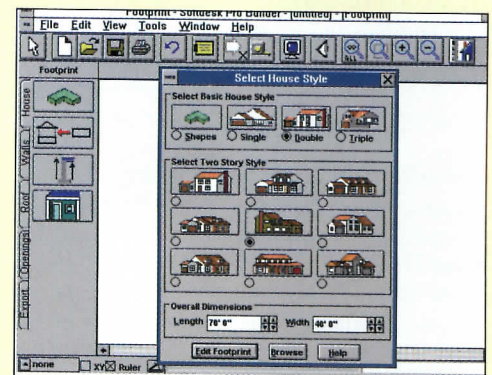 Footprint - Softdesk Pro Builder - [untitled] - [Footprint]
File Edit View Tools Window Help
ALL
Footprint
House
Walls
Roof
Openings
Export
Select House Style
Select Basic House Style
Shapes Single Double Triple
Select Two Story Style
Overall Dimensions
Length 70' 0" Width 40' 0"
Edit Footprint Browse Help
none XY Ruler